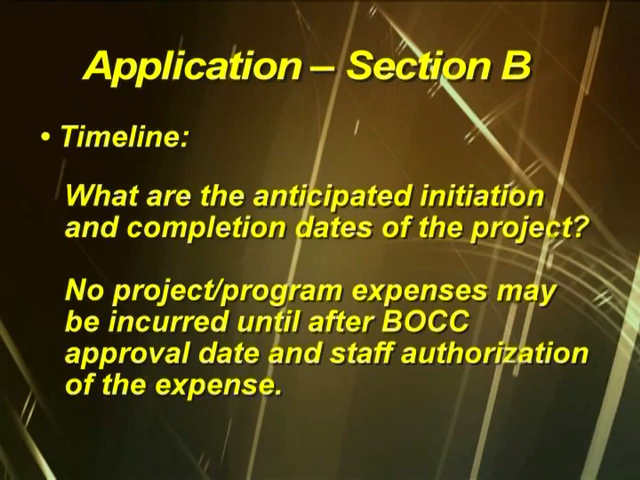 Application – Section B
• Timeline:
What are the anticipated initiation
and completion dates of the project?
No project/program expenses may
be incurred until after BOCC
approval date and staff authorization
of the expense.